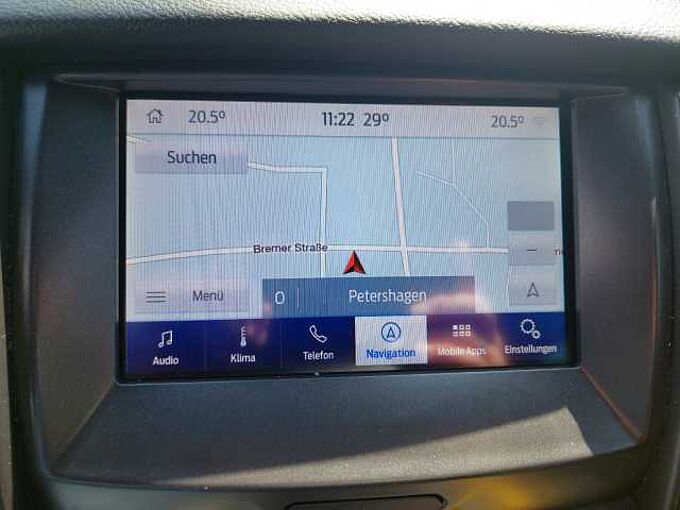 20.5° 11:22 29° 20.5°
Suchen
Bremer Straße
Menü
0 Petershagen
Audio Klima Telefon Navigation Mobile Apps Einstellungen